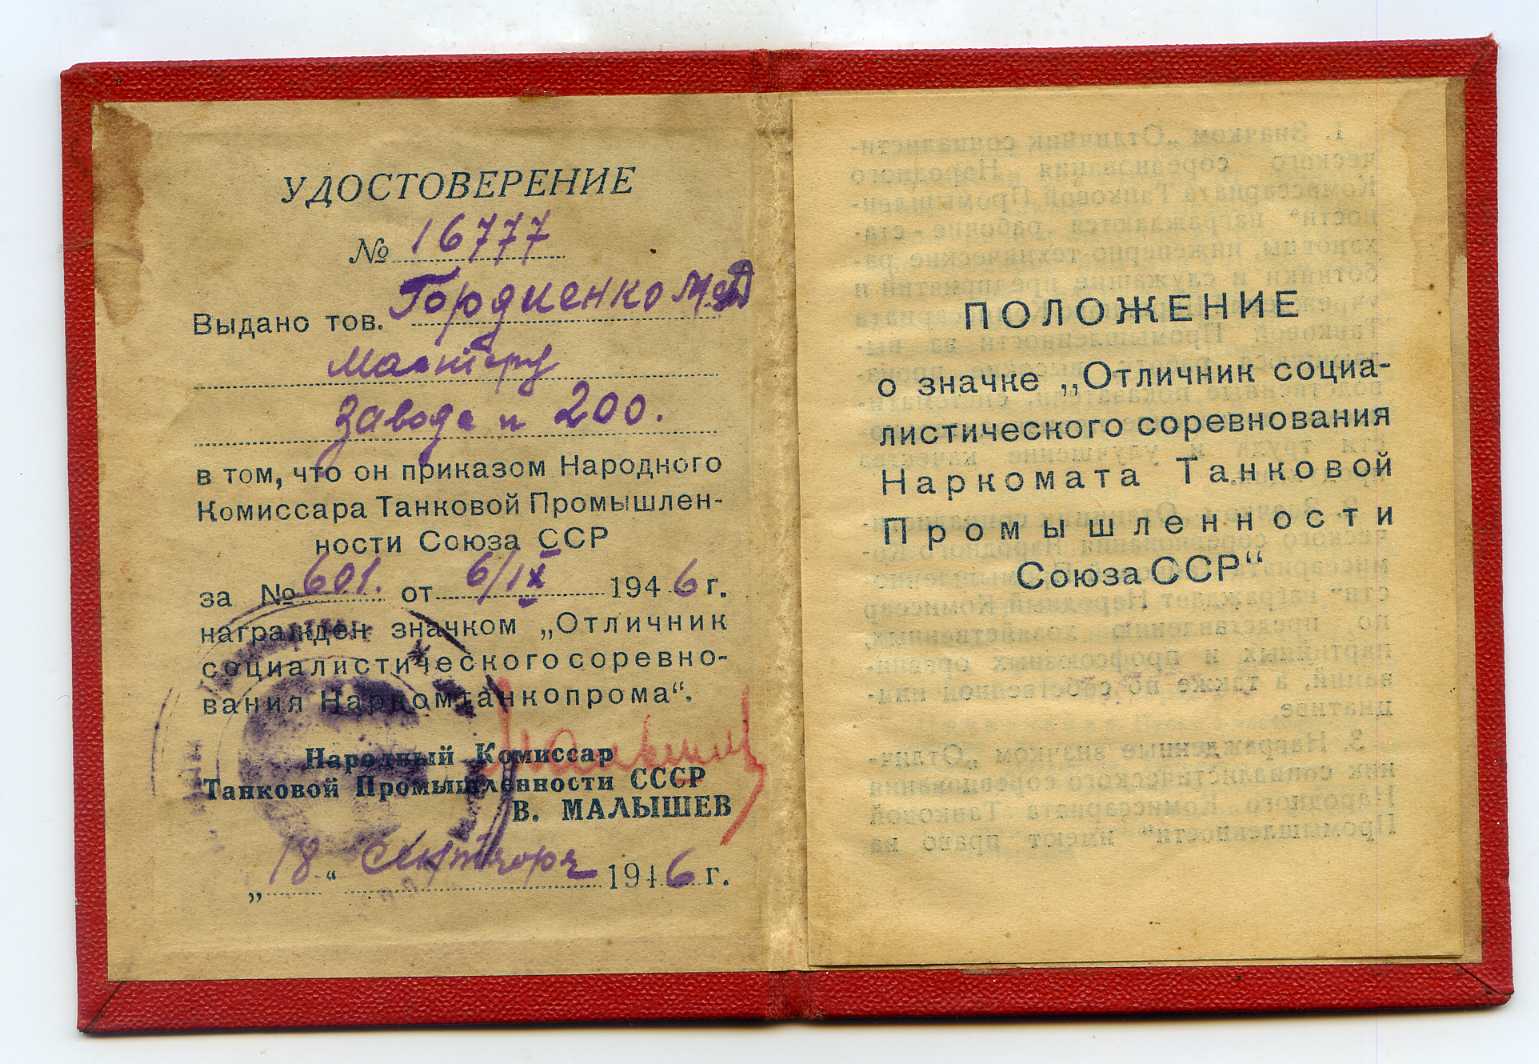 УДОСТОВЕРЕНИЕ
№ 16777
Выдано тов. Гордиенко М.Д
мастеру
завода № 200.
в том, что он приказом Народного
Комиссара Танковой Промышлен-
ности Союза ССР
за № 601. от 6/IX 1946 г.
награжден значком „Отличник
социалистического соревно-
вания Наркомтанкопрома“.
Народный Комиссар
Танковой Промышленности СССР
В. МАЛЫШЕВ
„18“ Сентября 1946 г.
ПОЛОЖЕНИЕ
о значке „Отличник социа-
листического соревнования
Наркомата Танковой
Промышленности
Союза ССР“